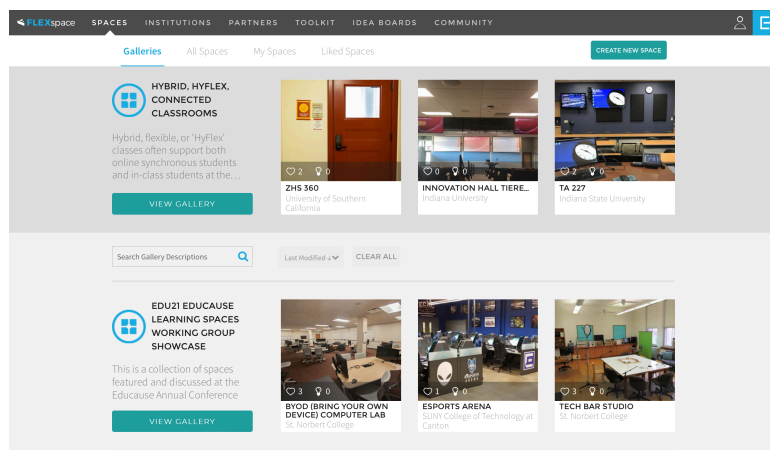 FLEXspace SPACES INSTITUTIONS PARTNERS TOOLKIT IDEA BOARDS COMMUNITY
Galleries All Spaces My Spaces Liked Spaces CREATE NEW SPACE
HYBRID, HYFLEX,
CONNECTED
CLASSROOMS
Hybrid, flexible, or 'HyFlex'
classes often support both
online synchronous students
and in-class students at the...
VIEW GALLERY
2 0
ZHS 360
University of Southern
California
0 0
INNOVATION HALL TIERE...
Indiana University
2 0
TA 227
Indiana State University
Search Gallery Descriptions
Last Modified ↓
CLEAR ALL
EDU21 EDUCAUSE
LEARNING SPACES
WORKING GROUP
SHOWCASE
This is a collection of spaces
featured and discussed at the
Educause Annual Conference
VIEW GALLERY
3 0
BYOD (BRING YOUR OWN
DEVICE) COMPUTER LAB
St. Norbert College
1 0
ESPORTS ARENA
SUNY College of Technology at
Canton
3 0
TECH BAR STUDIO
St. Norbert College